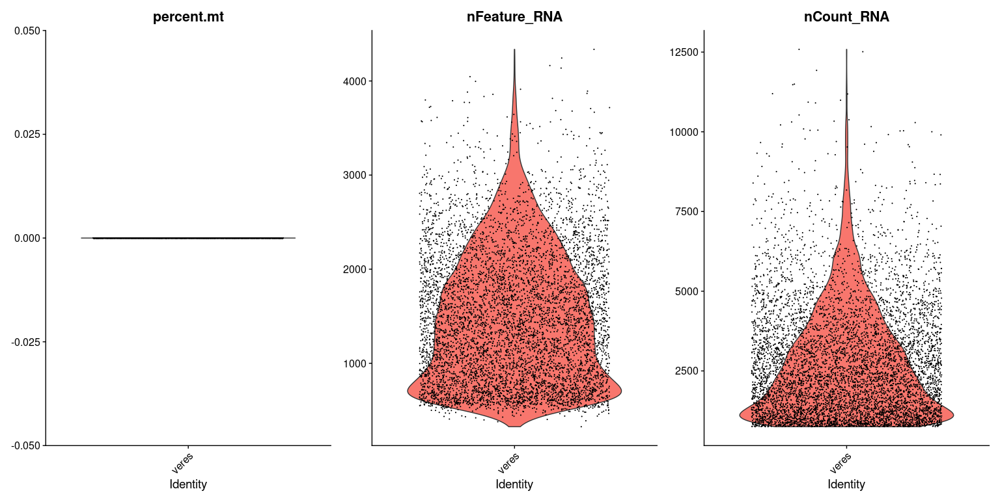 percent.mt
0.050
0.025
0.000
-0.025
-0.050
veres
Identity
nFeature_RNA
4000
3000
2000
1000
veres
Identity
nCount_RNA
12500
10000
7500
5000
2500
veres
Identity